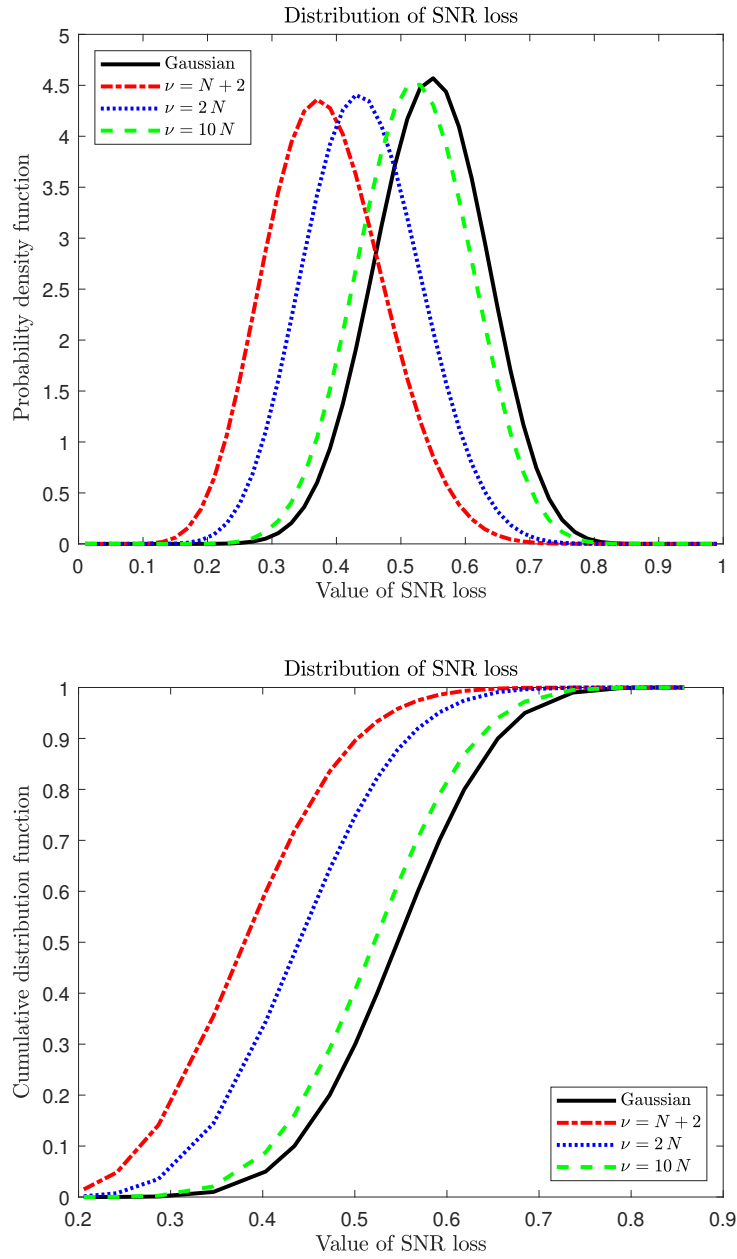 Distribution of SNR loss
5
4.5
4
3.5
3
2.5
2
1.5
1
0.5
0
Probability density function
Gaussian
ν = N + 2
ν = 2 N
ν = 10 N
0 0.1 0.2 0.3 0.4 0.5 0.6 0.7 0.8 0.9 1
Value of SNR loss
Distribution of SNR loss
1
0.9
0.8
0.7
0.6
0.5
0.4
0.3
0.2
0.1
0
Cumulative distribution function
Gaussian
ν = N + 2
ν = 2 N
ν = 10 N
0.2 0.3 0.4 0.5 0.6 0.7 0.8 0.9
Value of SNR loss